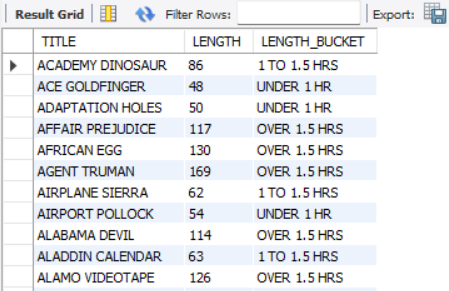 Result Grid Filter Rows: Export:
TITLE LENGTH LENGTH_BUCKET
ACADEMY DINOSAUR 86 1 TO 1.5 HRS
ACE GOLDFINGER 48 UNDER 1 HR
ADAPTATION HOLES 50 UNDER 1 HR
AFFAIR PREJUDICE 117 OVER 1.5 HRS
AFRICAN EGG 130 OVER 1.5 HRS
AGENT TRUMAN 169 OVER 1.5 HRS
AIRPLANE SIERRA 62 1 TO 1.5 HRS
AIRPORT POLLOCK 54 UNDER 1 HR
ALABAMA DEVIL 114 OVER 1.5 HRS
ALADDIN CALENDAR 63 1 TO 1.5 HRS
ALAMO VIDEOTAPE 126 OVER 1.5 HRS